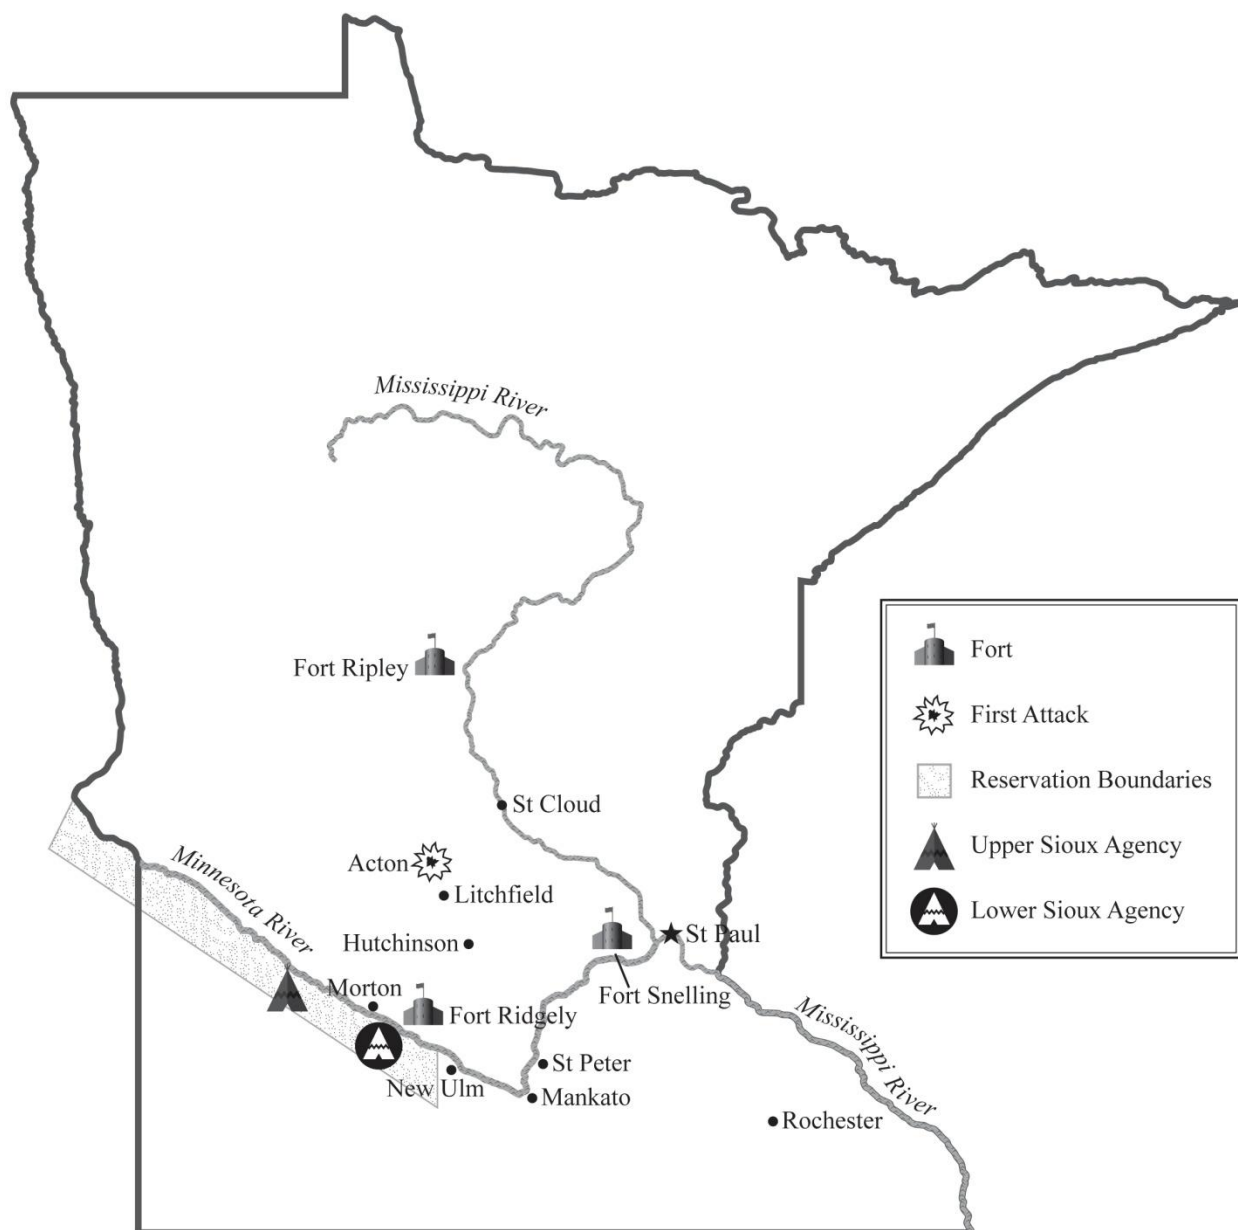 Mississippi River
Fort Ripley
St Cloud
Acton
Litchfield
Minnesota River
Hutchinson
St Paul
Morton
Fort Ridgely
Fort Snelling
St Peter
New Ulm
Mankato
Mississippi River
Rochester
Fort
First Attack
Reservation Boundaries
Upper Sioux Agency
Lower Sioux Agency